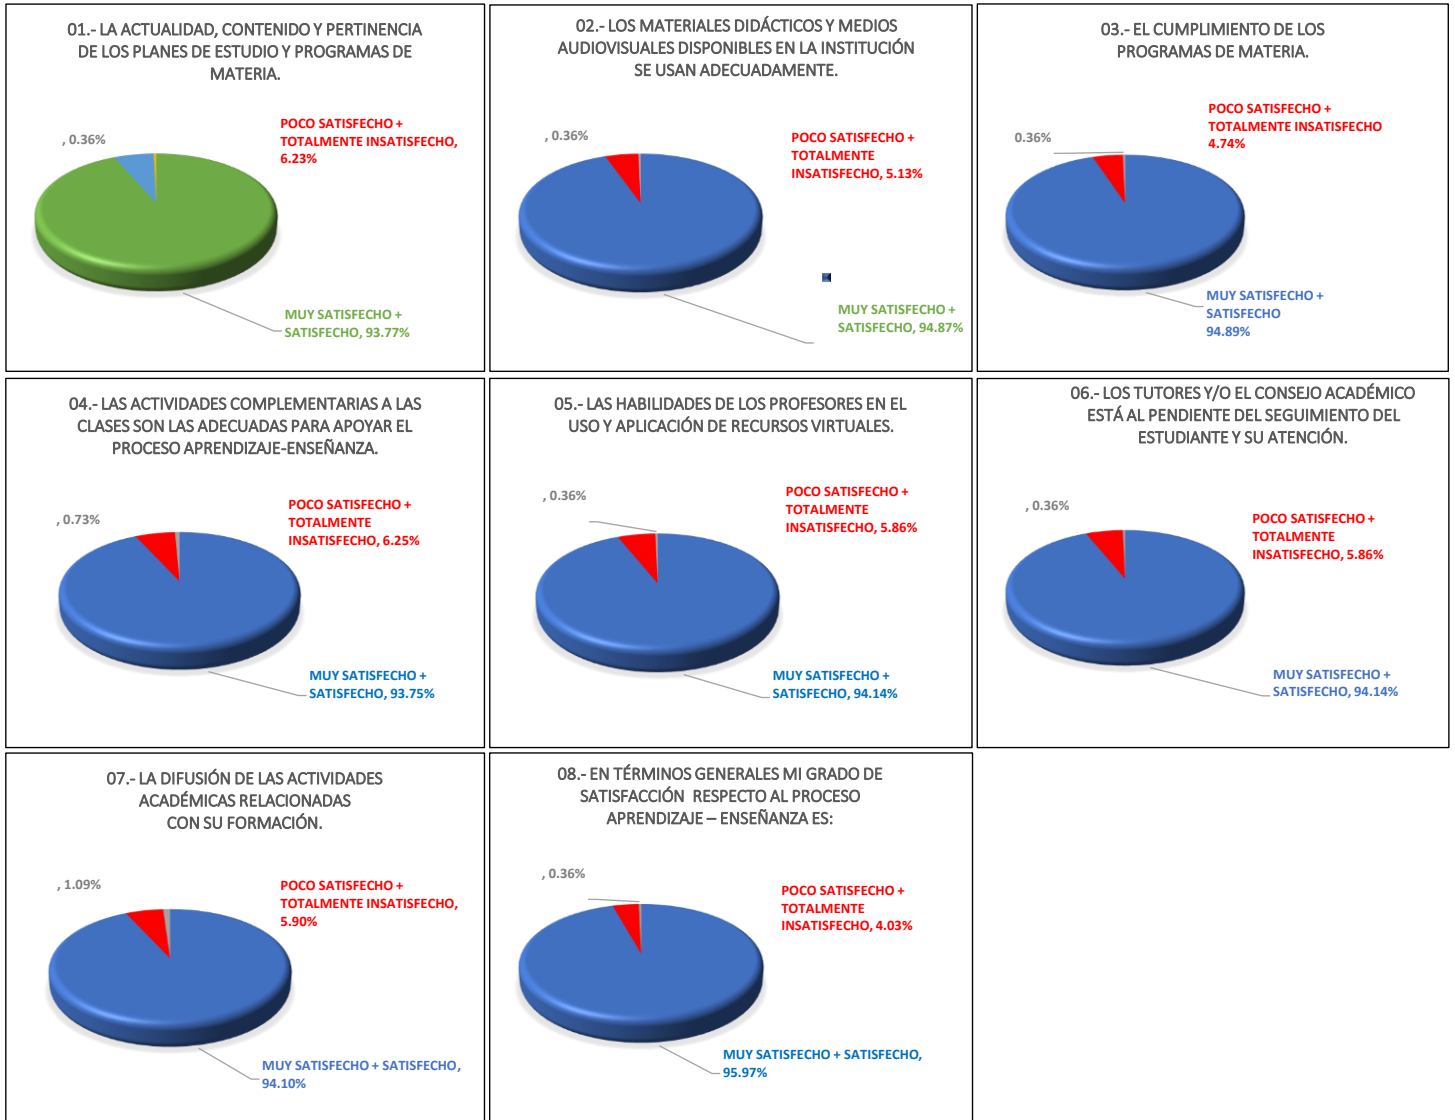 01.- LA ACTUALIDAD, CONTENIDO Y PERTINENCIA
DE LOS PLANES DE ESTUDIO Y PROGRAMAS DE
MATERIA.
, 0.36%
POCO SATISFECHO +
TOTALMENTE INSATISFECHO,
6.23%
MUY SATISFECHO +
SATISFECHO, 93.77%
02.- LOS MATERIALES DIDÁCTICOS Y MEDIOS
AUDIOVISUALES DISPONIBLES EN LA INSTITUCIÓN
SE USAN ADECUADAMENTE.
, 0.36%
POCO SATISFECHO +
TOTALMENTE
INSATISFECHO, 5.13%
MUY SATISFECHO +
SATISFECHO, 94.87%
03.- EL CUMPLIMIENTO DE LOS
PROGRAMAS DE MATERIA.
0.36%
POCO SATISFECHO +
TOTALMENTE INSATISFECHO
4.74%
MUY SATISFECHO +
SATISFECHO
94.89%
04.- LAS ACTIVIDADES COMPLEMENTARIAS A LAS
CLASES SON LAS ADECUADAS PARA APOYAR EL
PROCESO APRENDIZAJE-ENSEÑANZA.
, 0.73%
POCO SATISFECHO +
TOTALMENTE
INSATISFECHO, 6.25%
MUY SATISFECHO +
SATISFECHO, 93.75%
05.- LAS HABILIDADES DE LOS PROFESORES EN EL
USO Y APLICACIÓN DE RECURSOS VIRTUALES.
, 0.36%
POCO SATISFECHO +
TOTALMENTE
INSATISFECHO, 5.86%
MUY SATISFECHO +
SATISFECHO, 94.14%
06.- LOS TUTORES Y/O EL CONSEJO ACADÉMICO
ESTÁ AL PENDIENTE DEL SEGUIMIENTO DEL
ESTUDIANTE Y SU ATENCIÓN.
, 0.36%
POCO SATISFECHO +
TOTALMENTE
INSATISFECHO, 5.86%
MUY SATISFECHO +
SATISFECHO, 94.14%
07.- LA DIFUSIÓN DE LAS ACTIVIDADES
ACADÉMICAS RELACIONADAS
CON SU FORMACIÓN.
, 1.09%
POCO SATISFECHO +
TOTALMENTE INSATISFECHO,
5.90%
MUY SATISFECHO + SATISFECHO,
94.10%
08.- EN TÉRMINOS GENERALES MI GRADO DE
SATISFACCIÓN RESPECTO AL PROCESO
APRENDIZAJE – ENSEÑANZA ES:
, 0.36%
POCO SATISFECHO +
TOTALMENTE
INSATISFECHO, 4.03%
MUY SATISFECHO + SATISFECHO,
95.97%